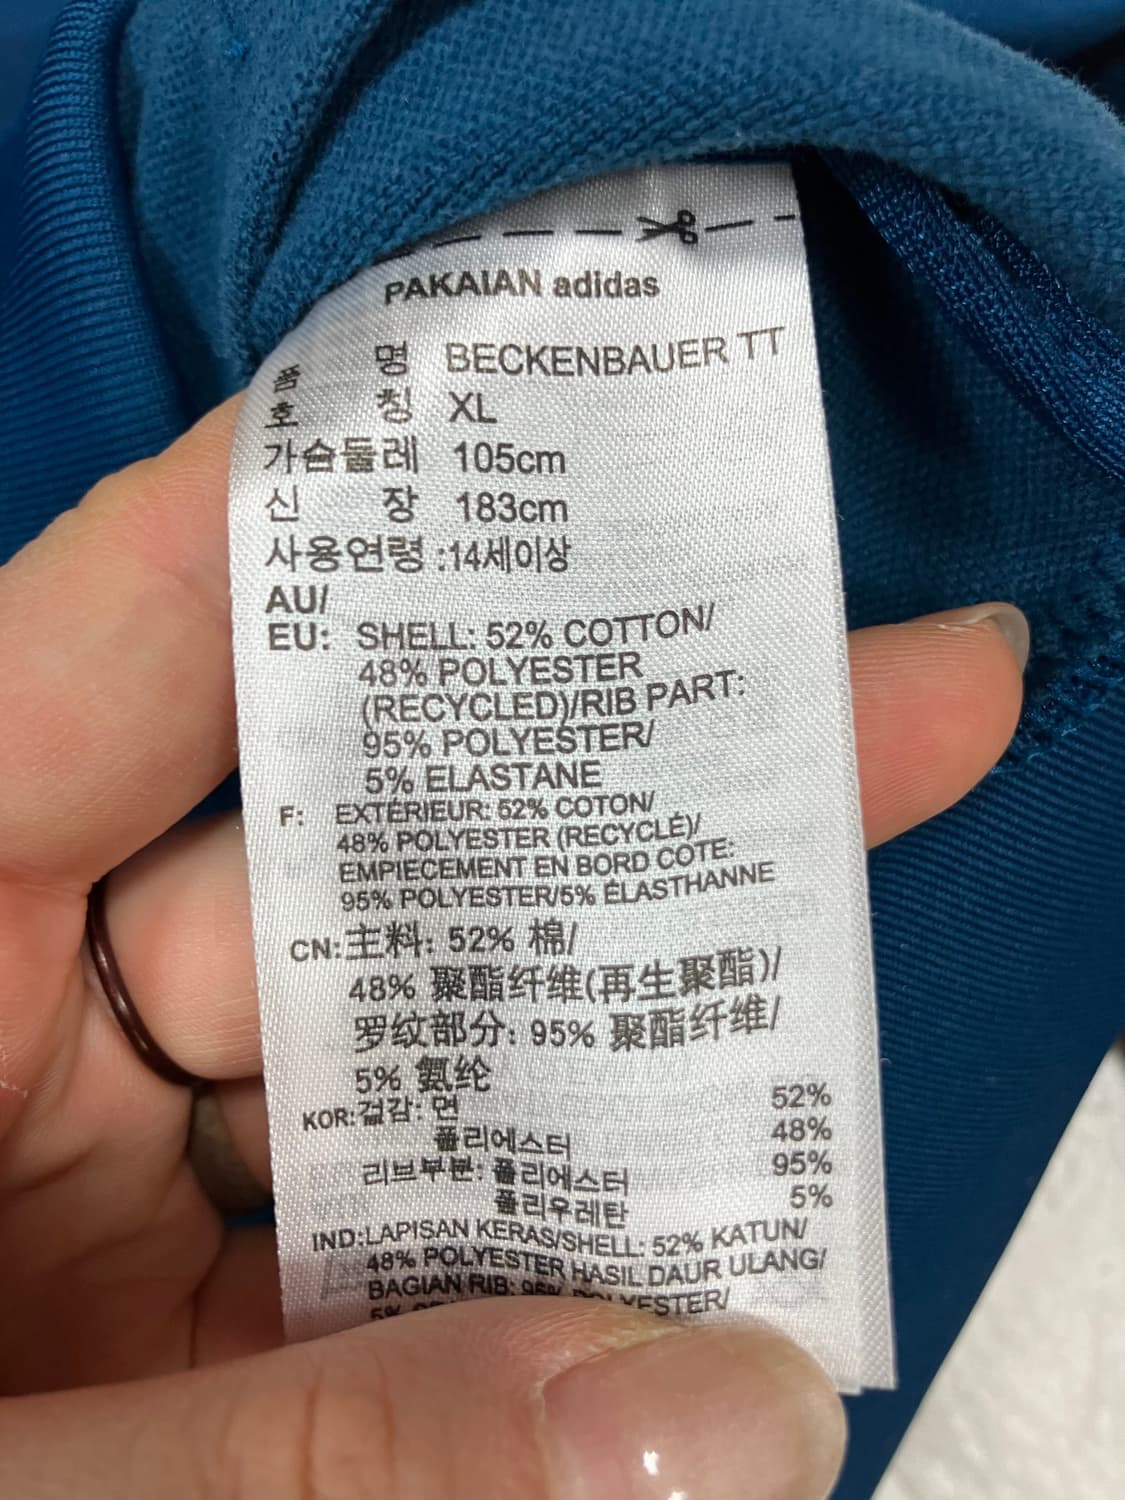 PAKAIAN adidas
품 명 BECKENBAUER TT
호 칭 XL
가슴둘레 105cm
신 장 183cm
사용연령 :14세이상
AU/
EU: SHELL: 52% COTTON/
48% POLYESTER
(RECYCLED)/RIB PART:
95% POLYESTER/
5% ELASTANE
F: EXTÉRIEUR: 52% COTON/
48% POLYESTER (RECYCLÉ)/
EMPIECEMENT EN BORD COTE:
95% POLYESTER/5% ÉLASTHANNE
CN:主料: 52% 棉/
48% 聚酯纤维(再生聚酯)/
罗纹部分: 95% 聚酯纤维/
5% 氨纶
KOR:겉감: 면 52%
폴리에스터 48%
리브부분: 폴리에스터 95%
폴리우레탄 5%
IND:LAPISAN KERAS/SHELL: 52% KATUN/
48% POLYESTER HASIL DAUR ULANG/
BAGIAN RIB: 95% POLYESTER/
5%